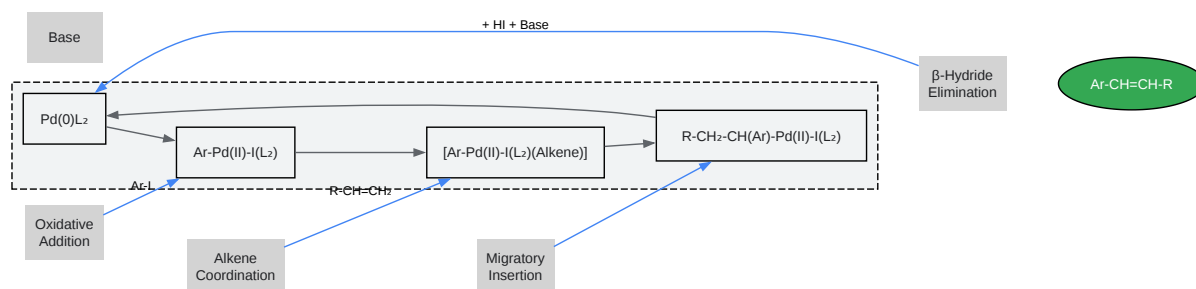 + HI + Base
Base
β-Hydride
Elimination
Ar-CH=CH-R
Pd(0)L₂
Ar-Pd(II)-I(L₂)
[Ar-Pd(II)-I(L₂)(Alkene)]
R-CH₂-CH(Ar)-Pd(II)-I(L₂)
Ar-I
R-CH=CH₂
Oxidative
Addition
Alkene
Coordination
Migratory
Insertion